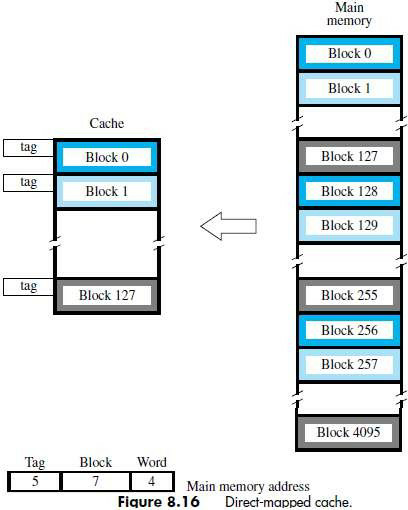 Main
memory
Block 0
Block 1
Block 127
Block 128
Block 129
Block 255
Block 256
Block 257
Block 4095
Cache
tag
Block 0
tag
Block 1
tag
Block 127
Tag Block Word
5 7 4 Main memory address
Figure 8.16 Direct-mapped cache.